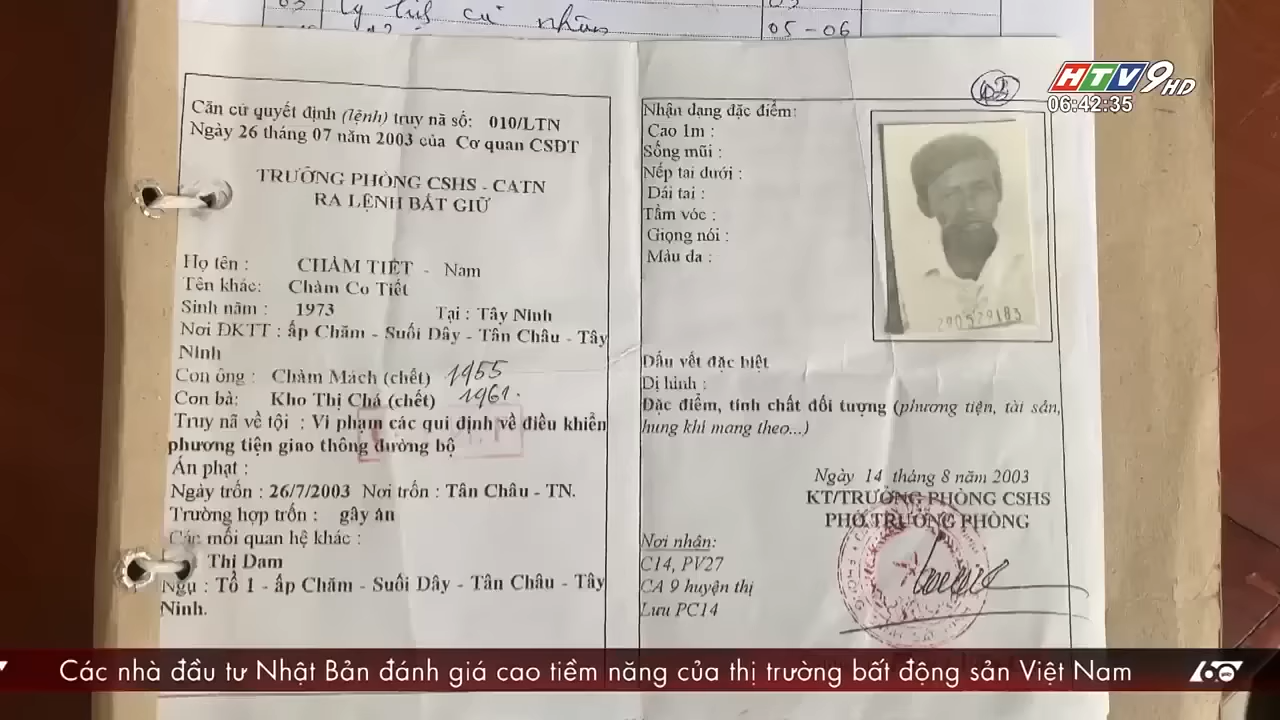 03 lý lịch cá nhân 03
05 - 06
HTV9 HD
06:42:35
Căn cứ quyết định (lệnh) truy nã số: 010/LTN
Ngày 26 tháng 07 năm 2003 của Cơ quan CSĐT
TRƯỞNG PHÒNG CSHS - CATN
RA LỆNH BẮT GIỮ
Họ tên : CHÀM TIẾT - Nam
Tên khác: Chàm Co Tiết
Sinh năm : 1973 Tại : Tây Ninh
Nơi ĐKTT : ấp Chăm - Suối Dây - Tân Châu - Tây
Ninh
Con ông : Chàm Mách (chết) 1955
Con bà: Kho Thị Chá (chết) 1961.
Truy nã về tội : Vi phạm các qui định về điều khiển
phương tiện giao thông đường bộ
Án phạt :
Ngày trốn : 26/7/2003 Nơi trốn : Tân Châu - TN.
Trường hợp trốn : gây án
Các mối quan hệ khác :
Thị Dam
Ngụ : Tổ 1 - ấp Chăm - Suối Dây - Tân Châu - Tây
Ninh.
Nhận dạng đặc điểm:
Cao 1m :
Sống mũi :
Nếp tai dưới :
Dái tai :
Tầm vóc :
Giọng nói :
Màu da :
290529183
Dấu vết đặc biệt
Dị hình :
Đặc điểm, tính chất đối tượng (phương tiện, tài sản,
hung khí mang theo...)
Ngày 14 tháng 8 năm 2003
KT/TRƯỞNG PHÒNG CSHS
PHÓ TRƯỞNG PHÒNG
Nơi nhận:
C14, PV27
CA 9 huyện thị
Lưu PC14
Các nhà đầu tư Nhật Bản đánh giá cao tiềm năng của thị trường bất động sản Việt Nam
60